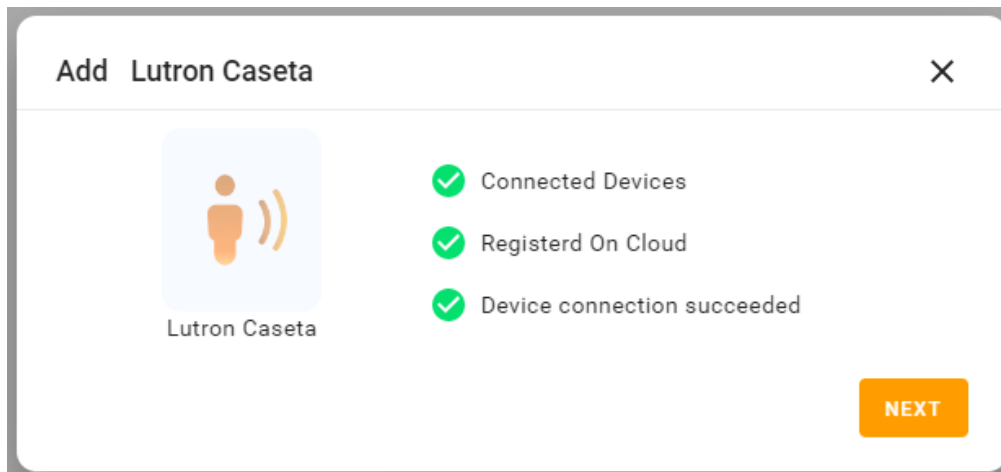 Add Lutron Caseta
Connected Devices
Registerd On Cloud
Device connection succeeded
Lutron Caseta
NEXT